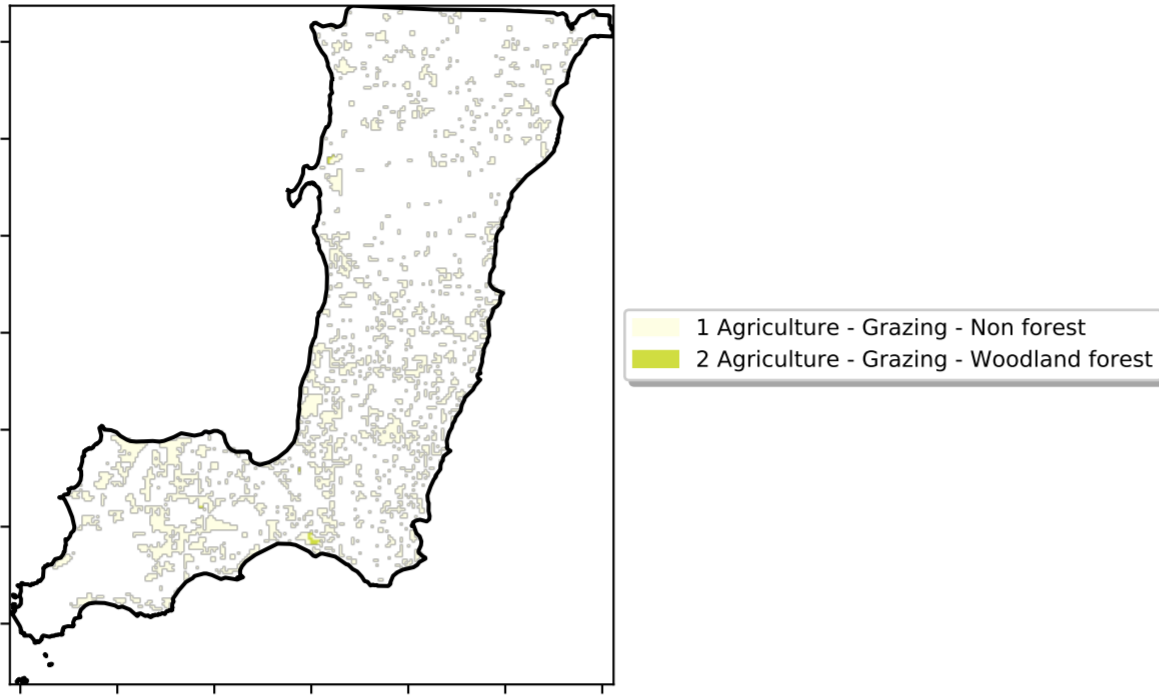 1 Agriculture - Grazing - Non forest
2 Agriculture - Grazing - Woodland forest